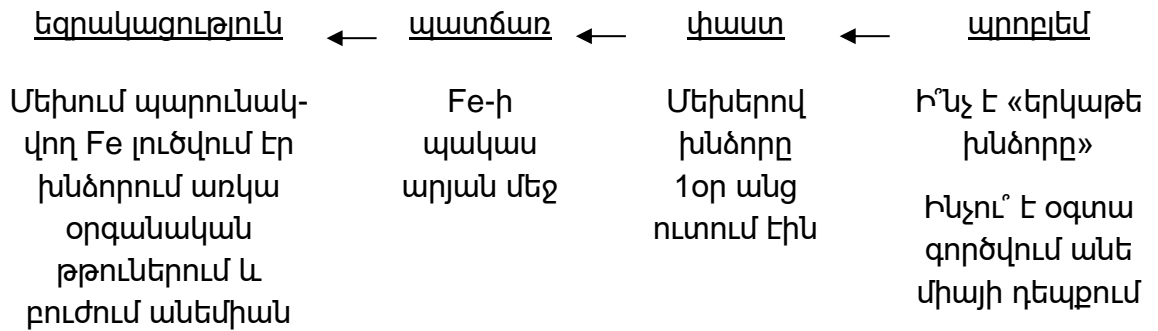 եզրակացություն
պատճառ
փաստ
պրոբլեմ
Մեխում պարունակ-
վող Fe լուծվում էր
խնձորում առկա
օրգանական
թթուներում և
բուժում անեմիան
Fe-ի
պակաս
արյան մեջ
Մեխերով
խնձորը
1օր անց
ուտում էին
Ի՞նչ է «երկաթե
խնձորը»
Ինչու՞ է օգտա
գործվում անե
միայի դեպքում